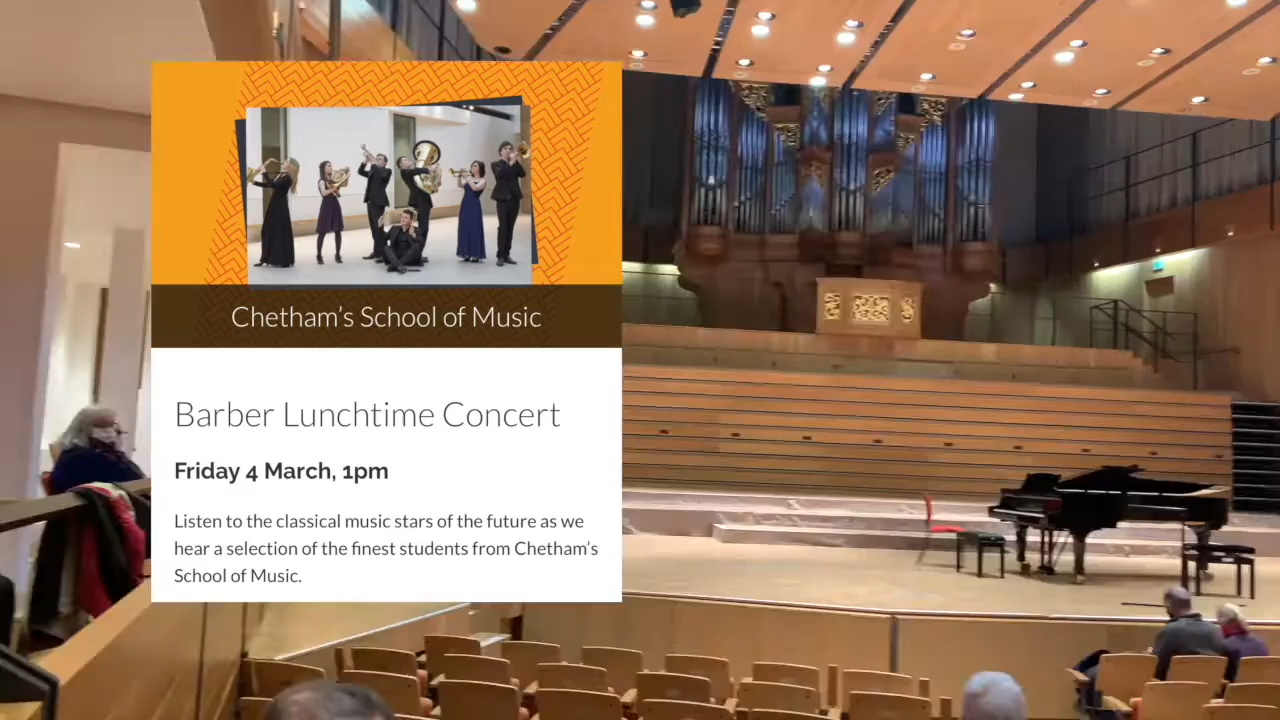 Chetham's School of Music
Barber Lunchtime Concert
Friday 4 March, 1pm
Listen to the classical music stars of the future as we
hear a selection of the finest students from Chetham's
School of Music.